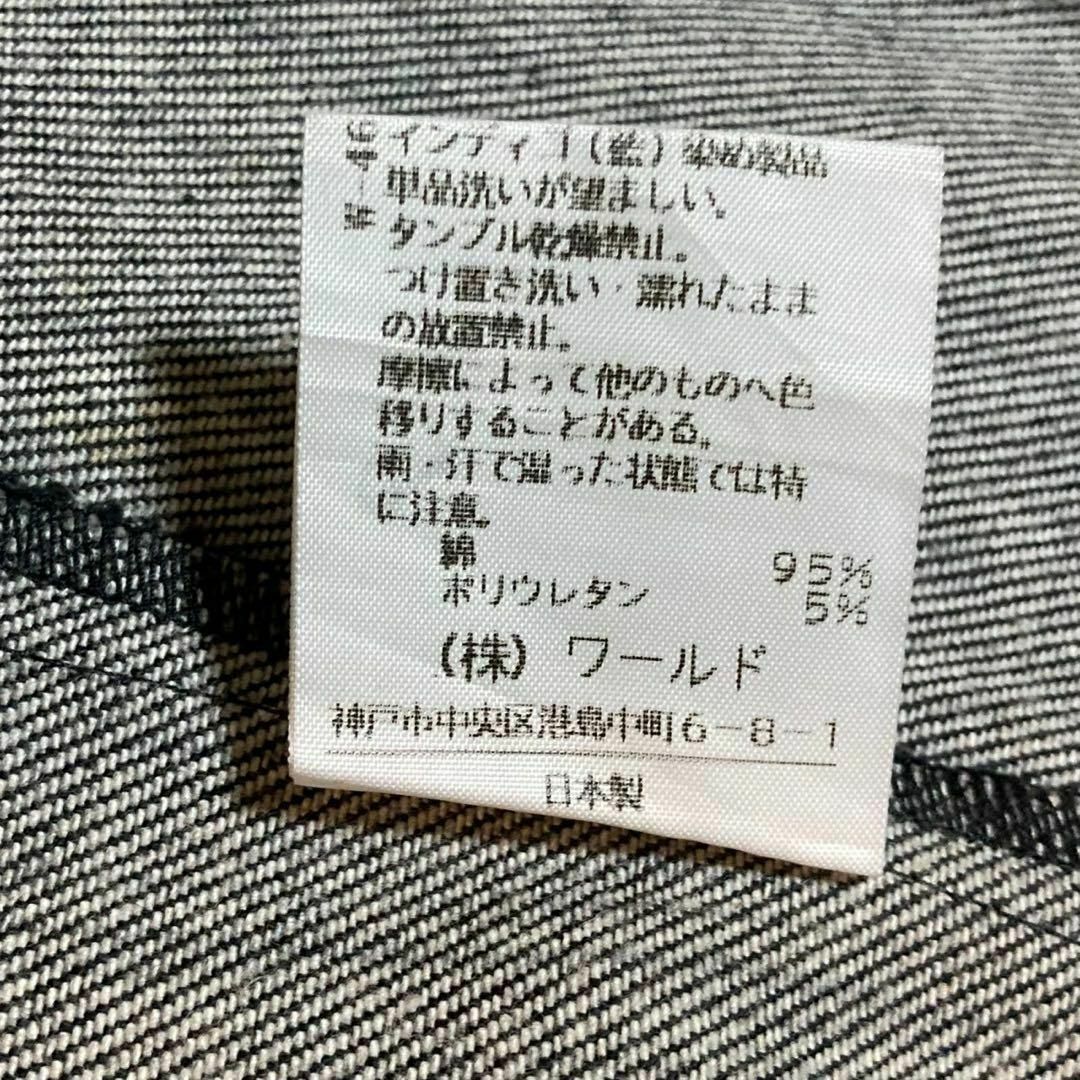 インディゴ(藍)染め製品
単品洗いが望ましい。
タンブル乾燥禁止。
つけ置き洗い・濡れたまま
の放置禁止。
摩擦によって他のものへ色
移りすることがある。
雨・汗で湿った状態では特
に注意。
綿 95%
ポリウレタン 5%
(株) ワールド
神戸市中央区港島中町6-8-1
日本製